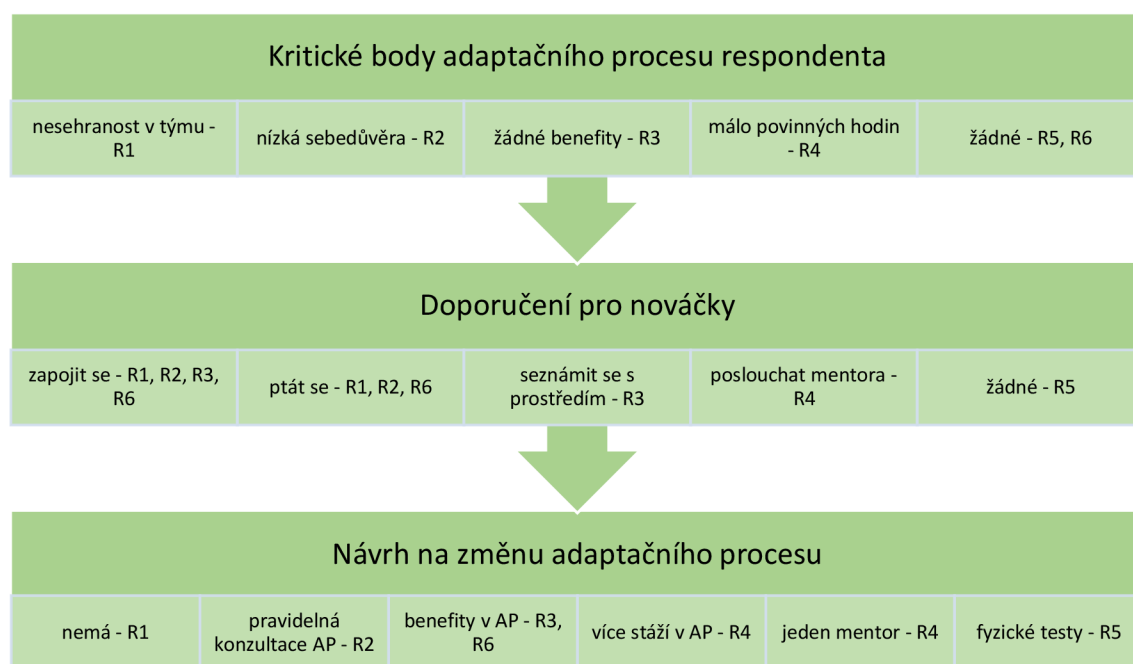 Kritické body adaptačního procesu respondenta
nesehranost v týmu -
R1
nízká sebedůvěra - R2
žádné benefity - R3
málo povinných hodin
- R4
žádné - R5, R6
Doporučení pro nováčky
zapojit se - R1, R2, R3,
R6
ptát se - R1, R2, R6
seznámit se s
prostředím - R3
poslouchat mentora -
R4
žádné - R5
Návrh na změnu adaptačního procesu
nemá - R1
pravidelná
konzultace AP - R2
benefity v AP - R3,
R6
více stáží v AP - R4
jeden mentor - R4
fyzické testy - R5